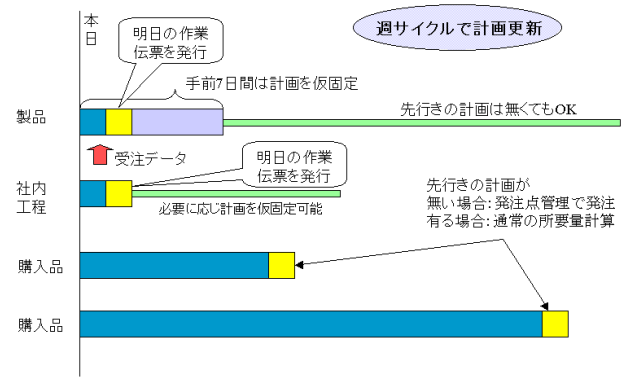 本
日
明日の作業
伝票を発行
週サイクルで計画更新
手前7日間は計画を仮固定
先行きの計画は無くてもOK
製品
受注データ
明日の作業
伝票を発行
社内
工程
必要に応じ計画を仮固定可能
先行きの計画が
無い場合:発注点管理で発注
有る場合:通常の所要量計算
購入品
購入品